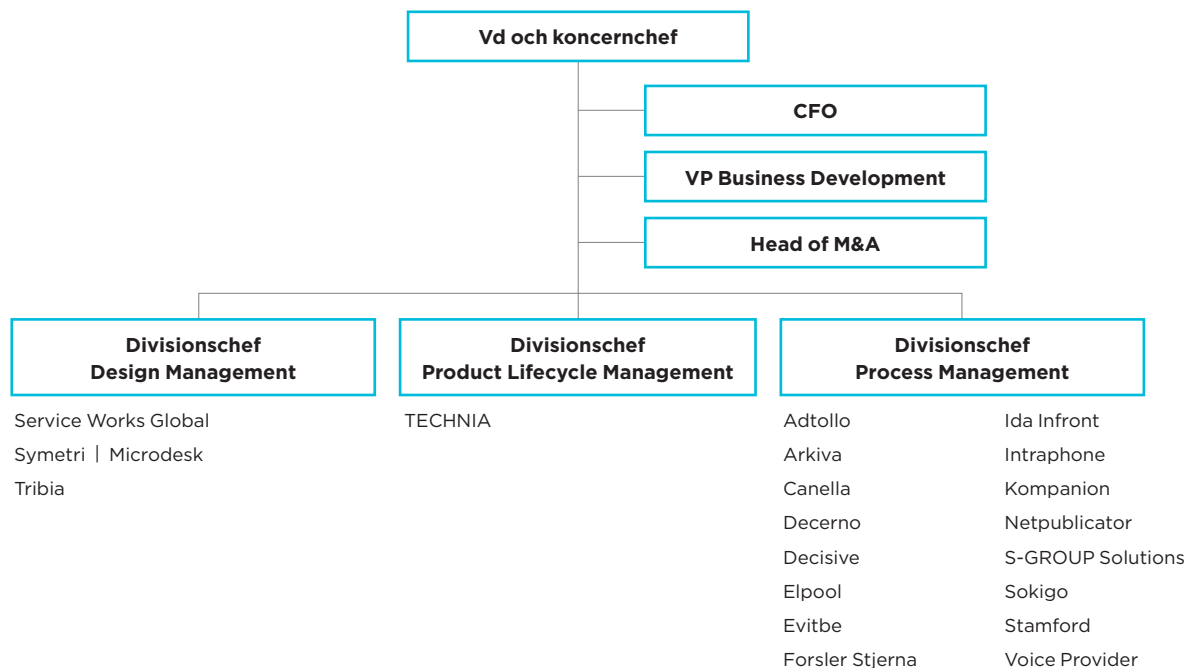 Vd och koncernchef
CFO
VP Business Development
Head of M&A
Divisionschef
Design Management
Service Works Global
Symetri | Microdesk
Tribia
Divisionschef
Product Lifecycle Management
TECHNIA
Divisionschef
Process Management
Adtollo
Arkiva
Canella
Decerno
Decisive
Elpool
Evitbe
Forsler Stjerna
Ida Infront
Intraphone
Kompanion
Netpublicator
S-GROUP Solutions
Sokigo
Stamford
Voice Provider